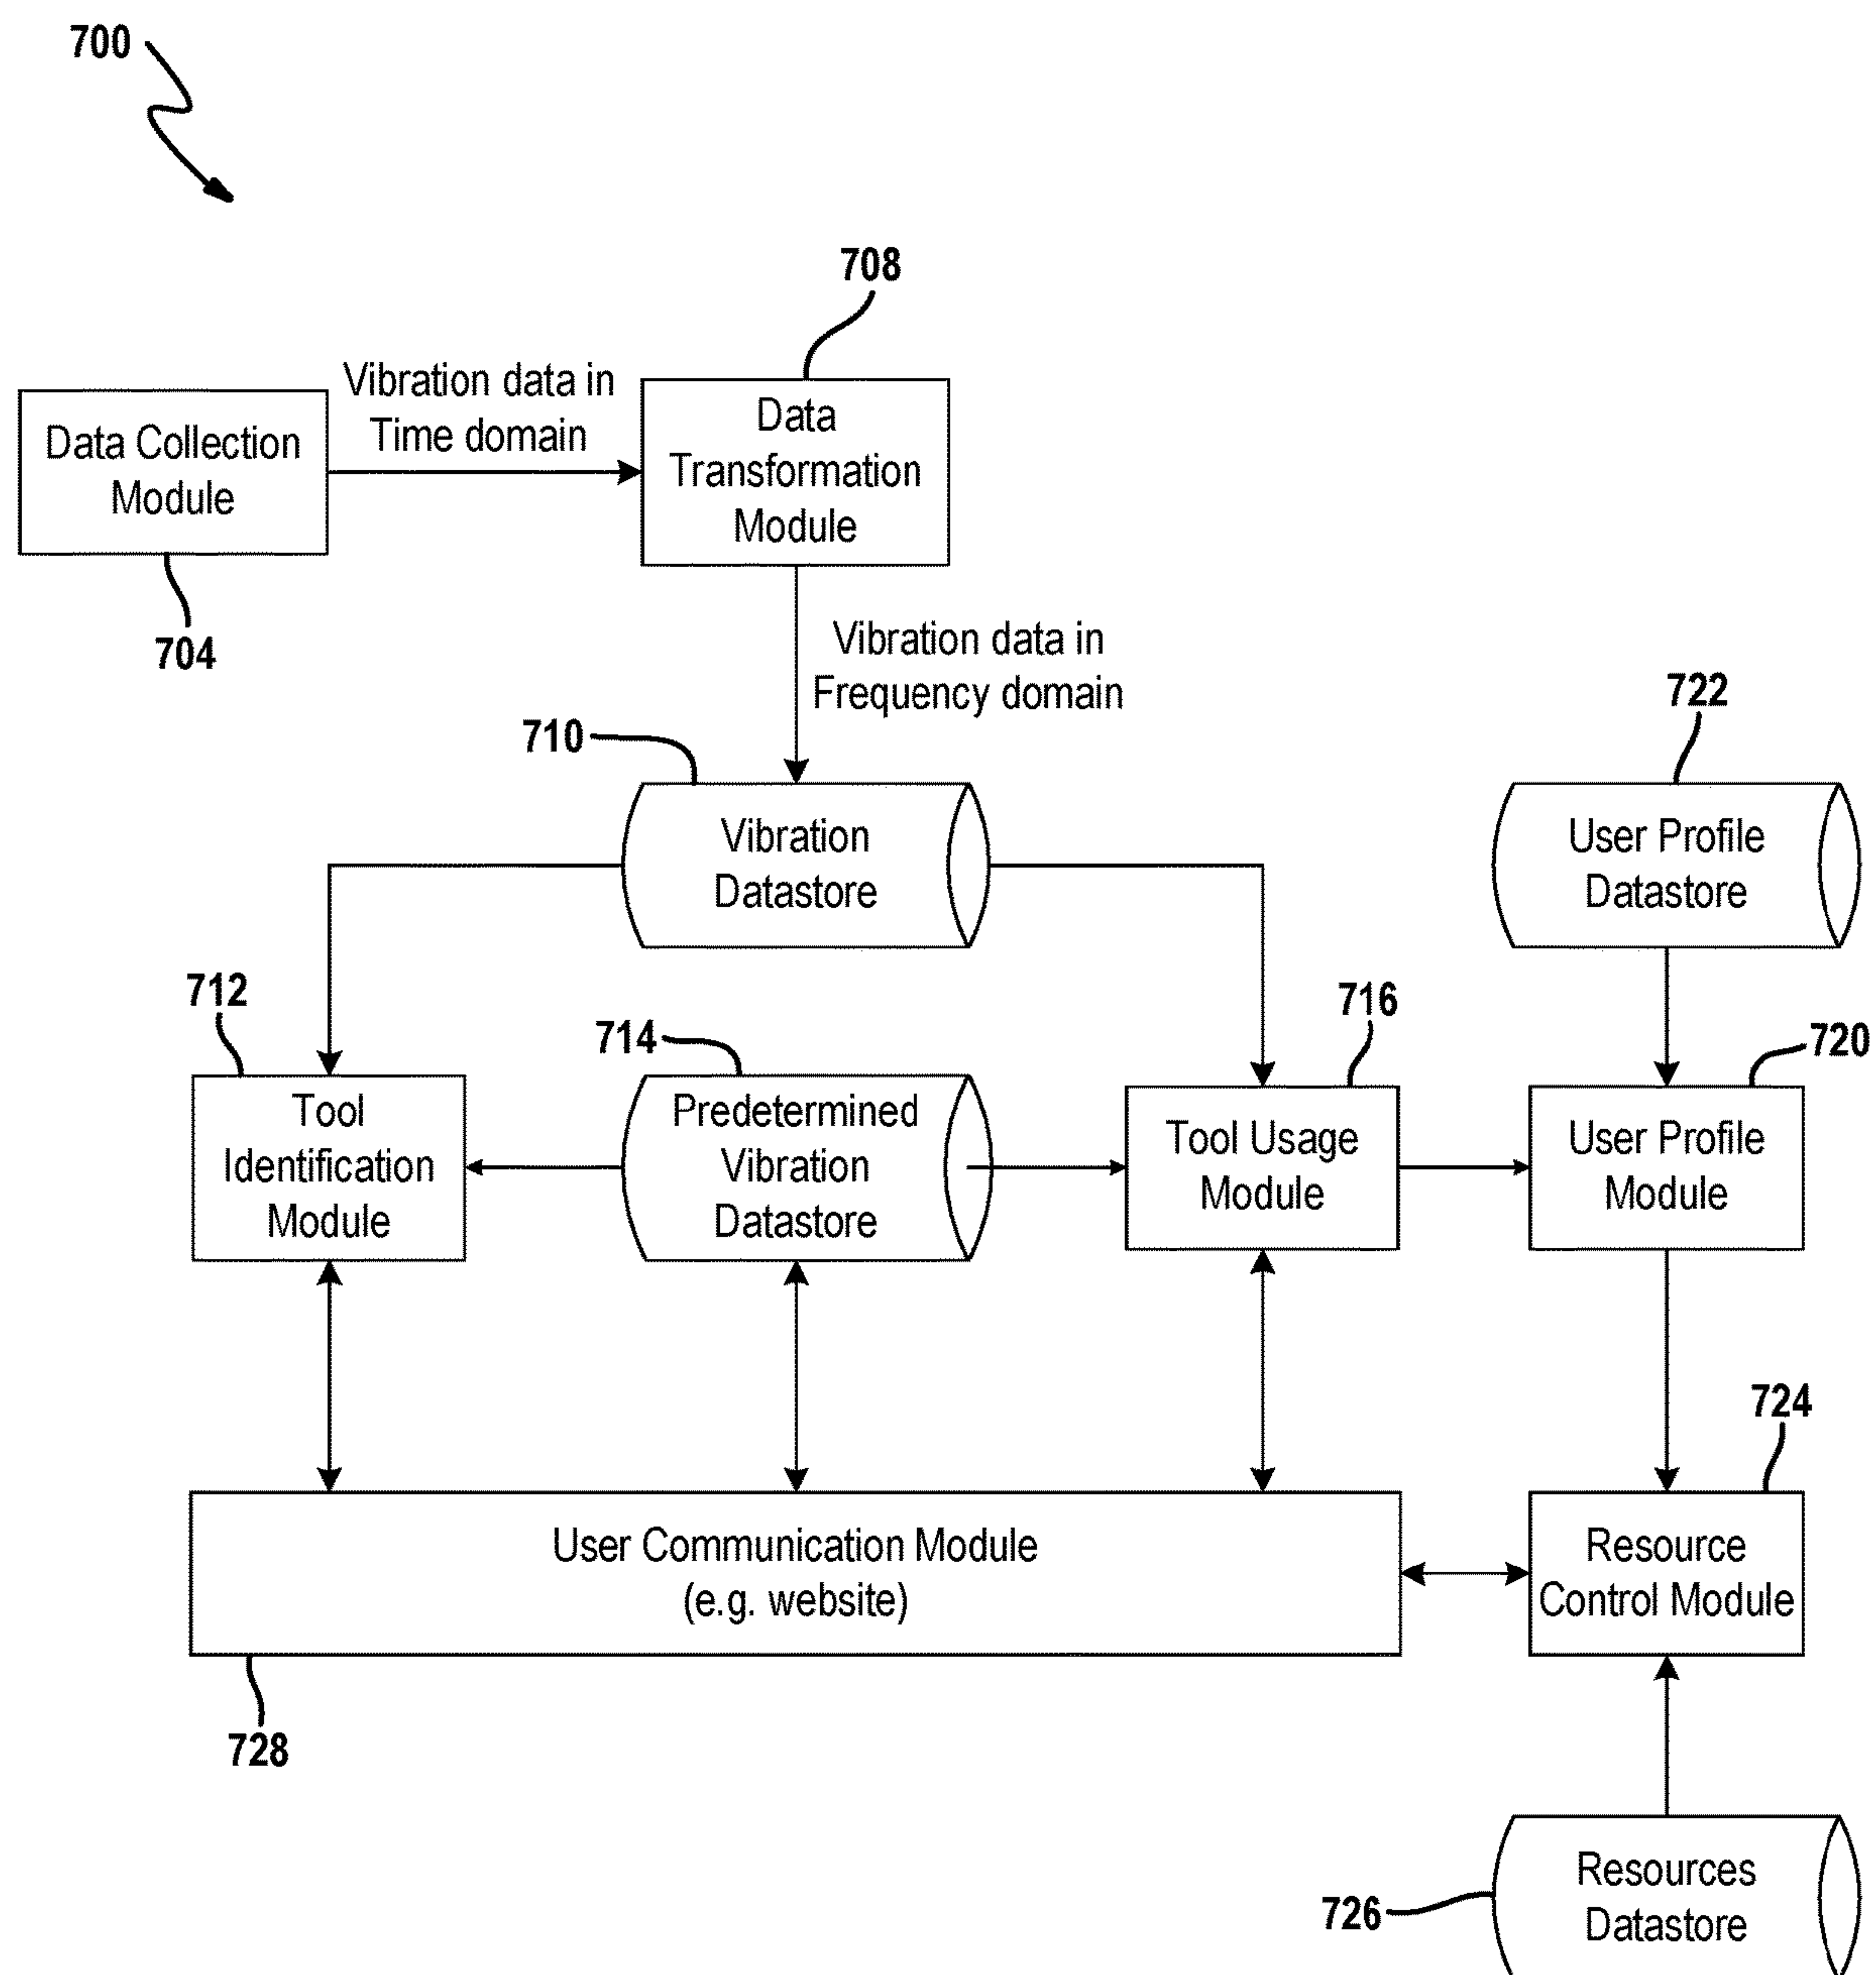 700
708
Vibration data in
Time domain
Data Collection
Module
Data
Transformation
Module
704
Vibration data in
Frequency domain
710
722
Vibration
Datastore
User Profile
Datastore
712
714
716
720
Tool
Identification
Module
Predetermined
Vibration
Datastore
Tool Usage
Module
User Profile
Module
724
User Communication Module
(e.g. website)
Resource
Control Module
728
726
Resources
Datastore